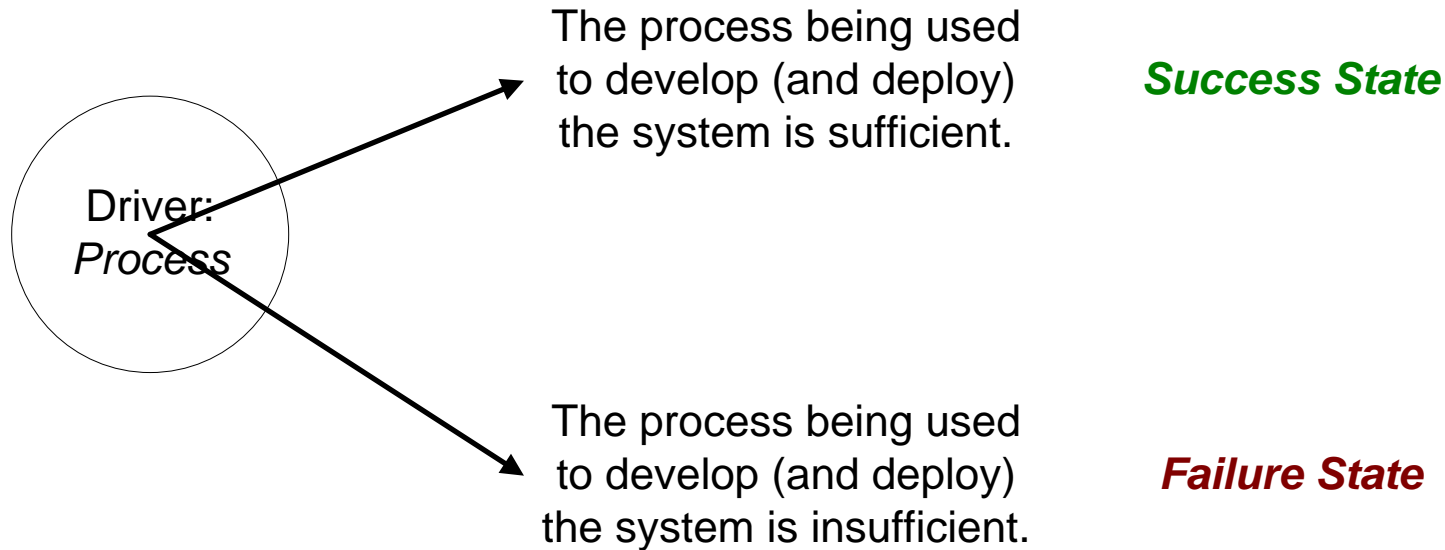 The process being used
to develop (and deploy)
the system is sufficient.
Success State
Driver:
Process
The process being used
to develop (and deploy)
the system is insufficient.
Failure State